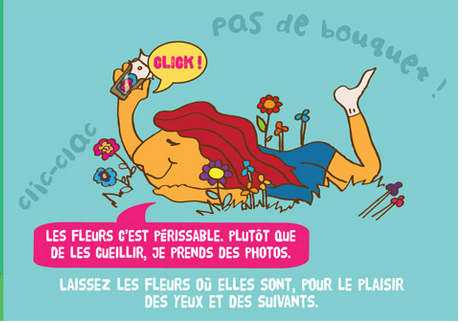 pas de bouquet !
CLICK !
clic-clac
LES FLEURS C'EST PÉRISSABLE. PLUTÔT QUE
DE LES CUEILLIR, JE PRENDS DES PHOTOS.
LAISSEZ LES FLEURS OÙ ELLES SONT, POUR LE PLAISIR
DES YEUX ET DES SUIVANTS.